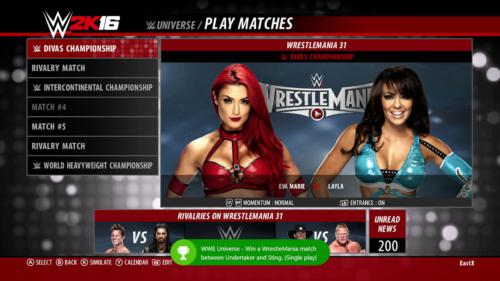 W 2K16 WWE UNIVERSE / PLAY MATCHES
DIVAS CHAMPIONSHIP
RIVALRY MATCH
INTERCONTINENTAL CHAMPIONSHIP
MATCH #4
MATCH #5
RIVALRY MATCH
WORLD HEAVYWEIGHT CHAMPIONSHIP
WRESTLEMANIA 31
DIVAS CHAMPIONSHIP
WRESTLEMANIA
EVA MARIE VS LAYLA
MOMENTUM : NORMAL ENTRANCE : ON
RIVALRIES ON WRESTLEMANIA 31
VS
VS
UNREAD
NEWS
200
WWE Universe - Win a WrestleMania match
between Undertaker and Sting. (Single play)
A SELECT B BACK X SIMULATE Y CALENDAR EDIT
EastX